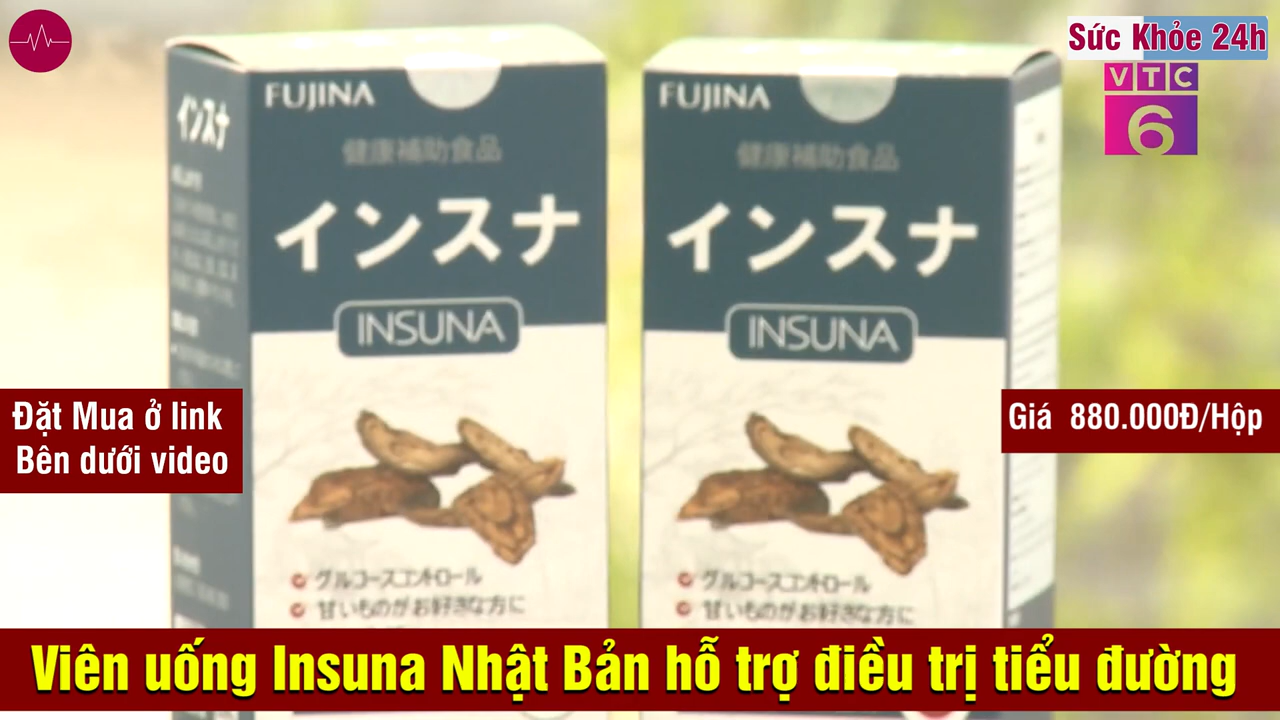 Sức Khỏe 24h
VTC
6
インスナ
FUJINA
健康補助食品
インスナ
INSUNA
グルコースコントロール
甘いものがお好きな方に
FUJINA
健康補助食品
インスナ
INSUNA
グルコースコントロール
甘いものがお好きな方に
Đặt Mua ở link
Bên dưới video
Giá 880.000Đ/Hộp
Viên uống Insuna Nhật Bản hỗ trợ điều trị tiểu đường